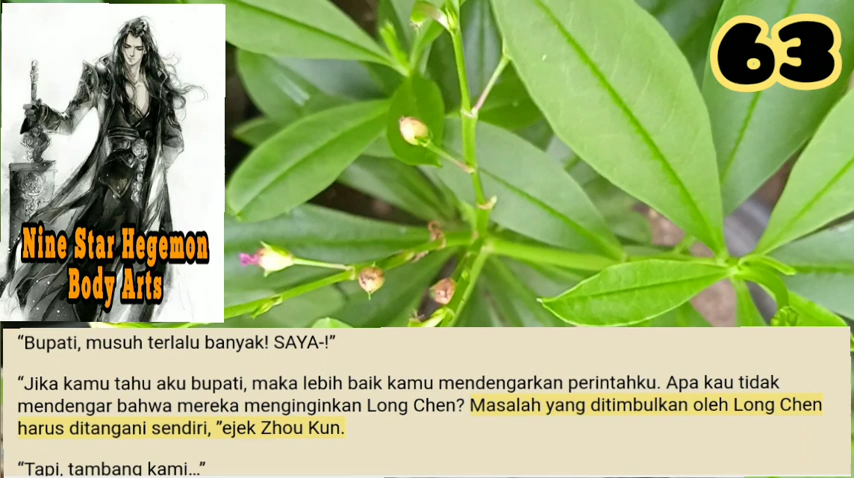 63
Nine Star Hegemon
Body Arts
“Bupati, musuh terlalu banyak! SAYA-!”
“Jika kamu tahu aku bupati, maka lebih baik kamu mendengarkan perintahku. Apa kau tidak
mendengar bahwa mereka menginginkan Long Chen? Masalah yang ditimbulkan oleh Long Chen
harus ditangani sendiri, ”ejek Zhou Kun.
“Tapi, tambang kami…”